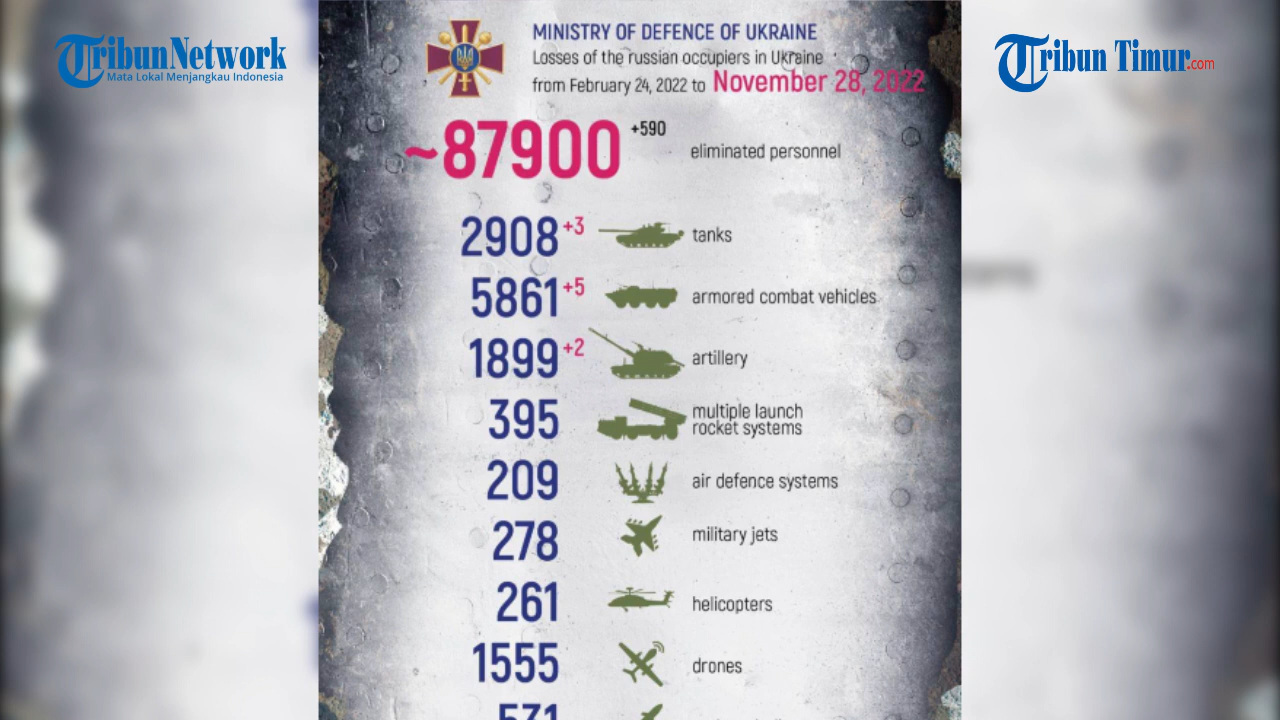 TribunNetwork
Mata Lokal Menjangkau Indonesia
Tribun Timur.com
MINISTRY OF DEFENCE OF UKRAINE
Losses of the russian occupiers in Ukraine
from February 24, 2022 to November 28, 2022
~87900 +590 eliminated personnel
2908 +3 tanks
5861 +5 armored combat vehicles
1899 +2 artillery
395 multiple launch
rocket systems
209 air defence systems
278 military jets
261 helicopters
1555 drones
531